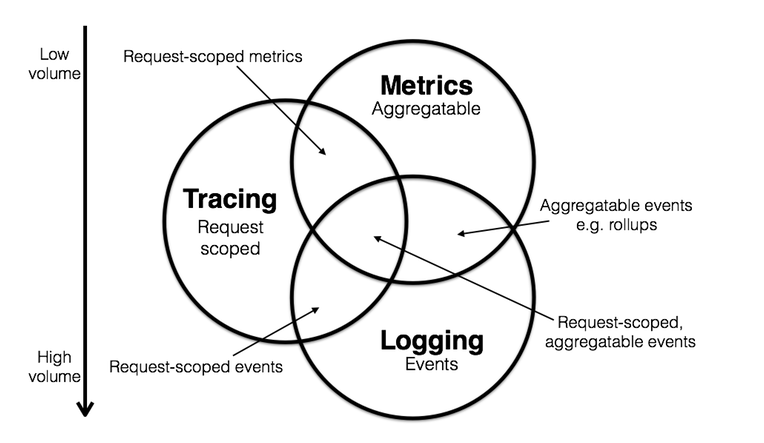 Low
volume
Request-scoped metrics
Metrics
Aggregatable
Tracing
Request
scoped
Aggregatable events
e.g. rollups
Request-scoped,
aggregatable events
Logging
Events
High
volume
Request-scoped events